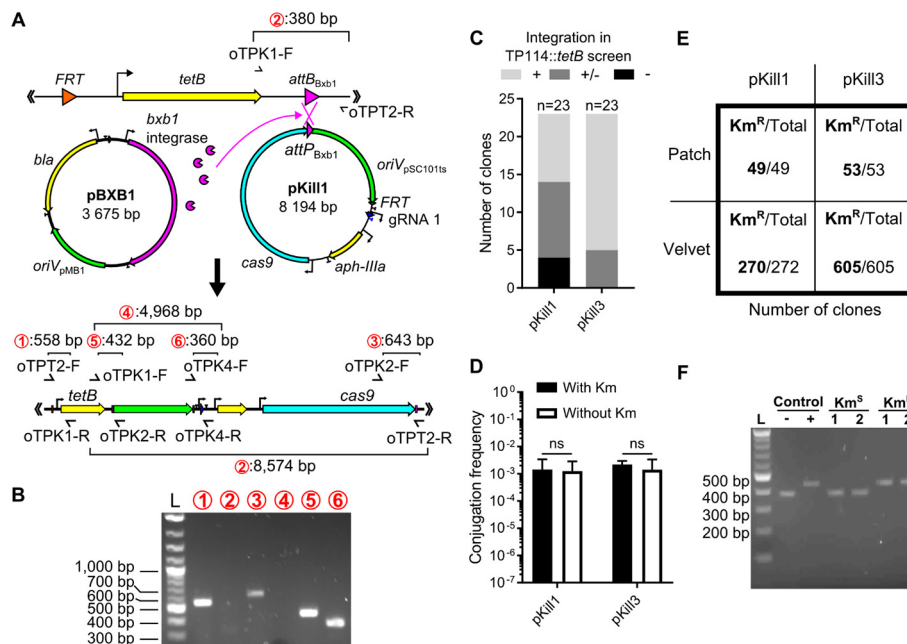 A
②:380 bp
oTPK1-F
FRT
tetB
attB Bxb1
oTPT2-R
bxb1
integrase
attP Bxb1
bla
oriV pSC101ts
pBXB1
3 675 bp
pKill1
8 194 bp
FRT
gRNA 1
oriV pMB1
cas9
aph-IIIa
④:4,968 bp
①:558 bp
⑤:432 bp
⑥:360 bp
③:643 bp
oTPT2-F
oTPK1-F
oTPK4-F
oTPK2-F
tetB
cas9
oTPK1-R
oTPK2-R
oTPK4-R
oTPT2-R
②:8,574 bp
B
L ① ② ③ ④ ⑤ ⑥
1,000 bp
700 bp
600 bp
500 bp
400 bp
300 bp
C
Integration in
TP114::tetB screen
+ +/- -
n=23 n=23
25
20
15
10
5
0
Number of clones
pKill1
pKill3
D
With Km
Without Km
ns ns
10^0
10^-1
10^-2
10^-3
10^-4
10^-5
10^-6
10^-7
Conjugation frequency
pKill1
pKill3
E
pKill1 pKill3
Patch
Km^R/Total Km^R/Total
49/49 53/53
Velvet
Km^R/Total Km^R/Total
270/272 605/605
Number of clones
F
Control Km^S
L - + 1 2 1
500 bp
400 bp
300 bp
200 bp